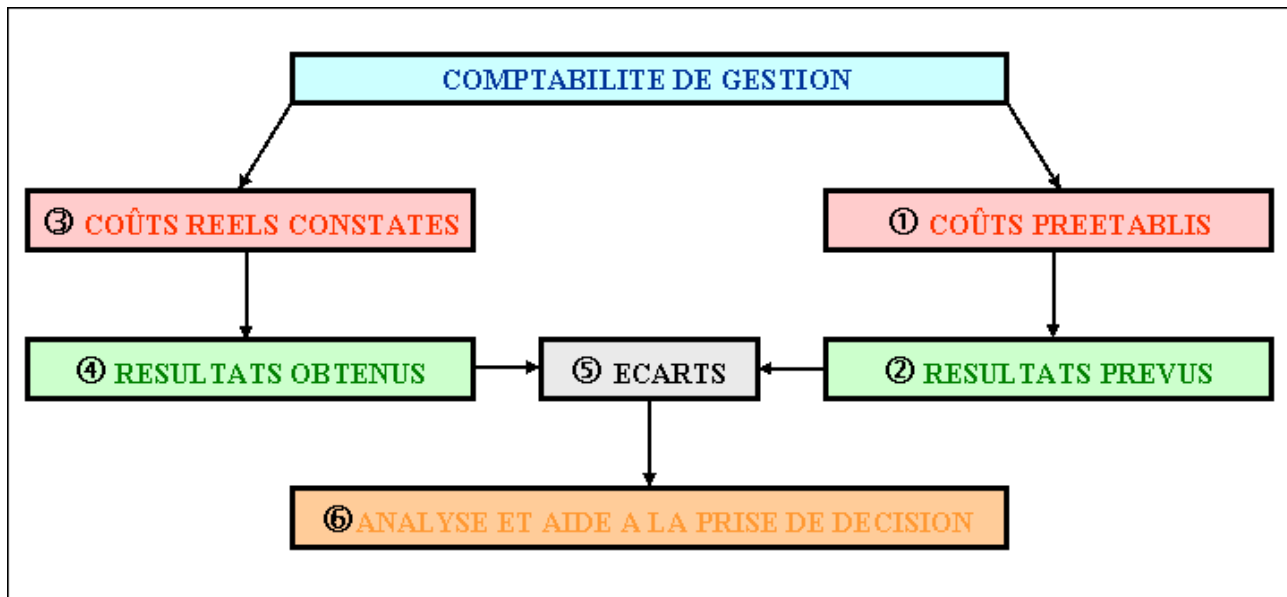 COMPTABILITE DE GESTION
③ COÛTS REELS CONSTATES
① COÛTS PREETABLIS
④ RESULTATS OBTENUS
⑤ ECARTS
② RESULTATS PREVUS
⑥ ANALYSE ET AIDE A LA PRISE DE DECISION